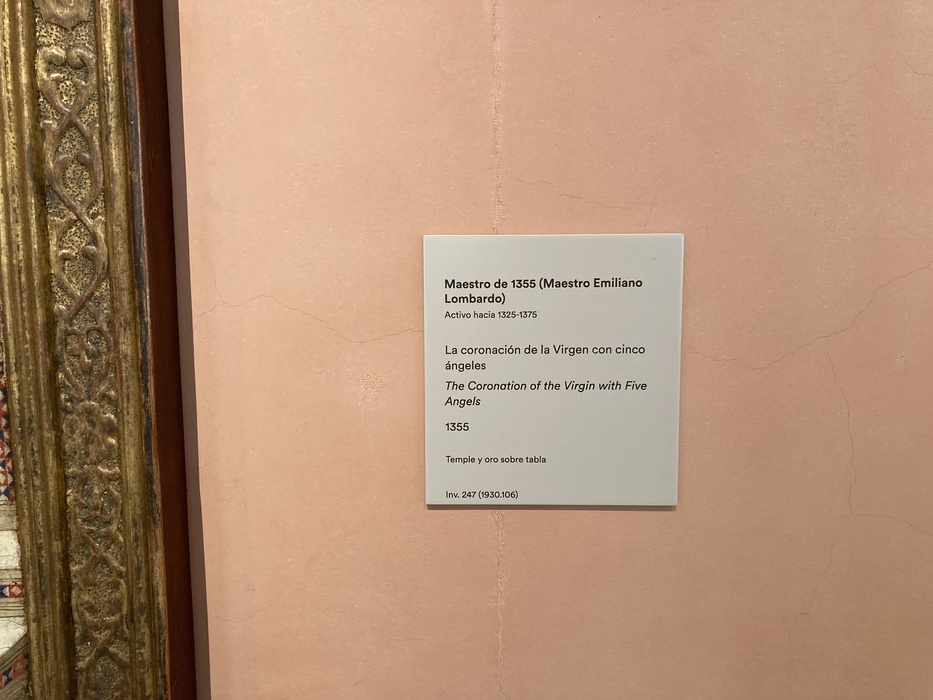 Maestro de 1355 (Maestro Emiliano
Lombardo)
Activo hacia 1325-1375
La coronación de la Virgen con cinco
ángeles
The Coronation of the Virgin with Five
Angels
1355
Temple y oro sobre tabla
Inv. 247 (1930.106)